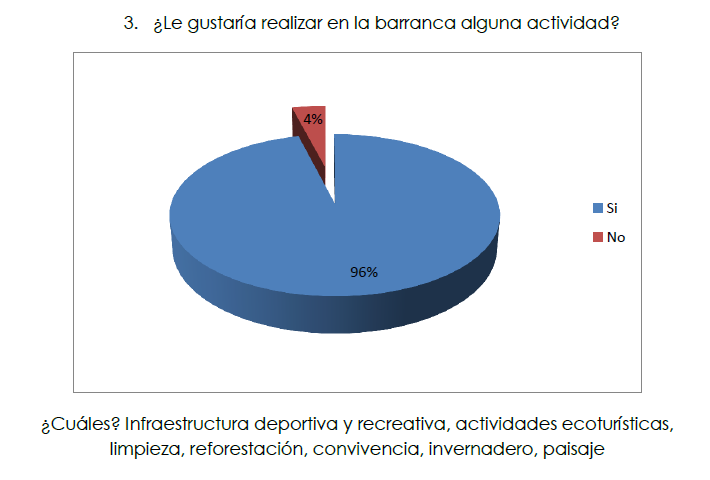 3. ¿Le gustaría realizar en la barranca alguna actividad?
4%
Si
No
96%
¿Cuáles? Infraestructura deportiva y recreativa, actividades ecoturísticas,
limpieza, reforestación, convivencia, invernadero, paisaje